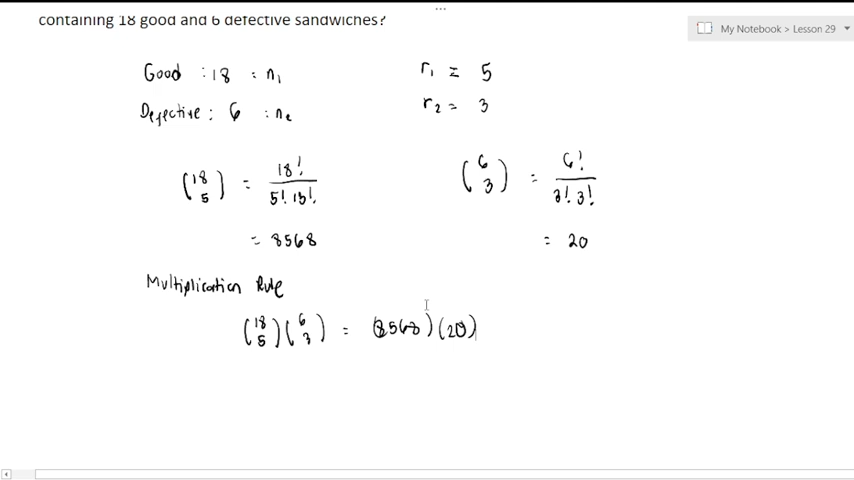 containing 18 good and 6 defective sandwiches?
My Notebook > Lesson 29
Good : 18 = n₁ r₁ = 5
Defective : 6 = n₂ r₂ = 3
(18 5) = 18! / 5! 13! (6 3) = 6! / 3! 3!
= 8568 = 20
Multiplication Rule
(18 5)(6 3) = (8568)(20)